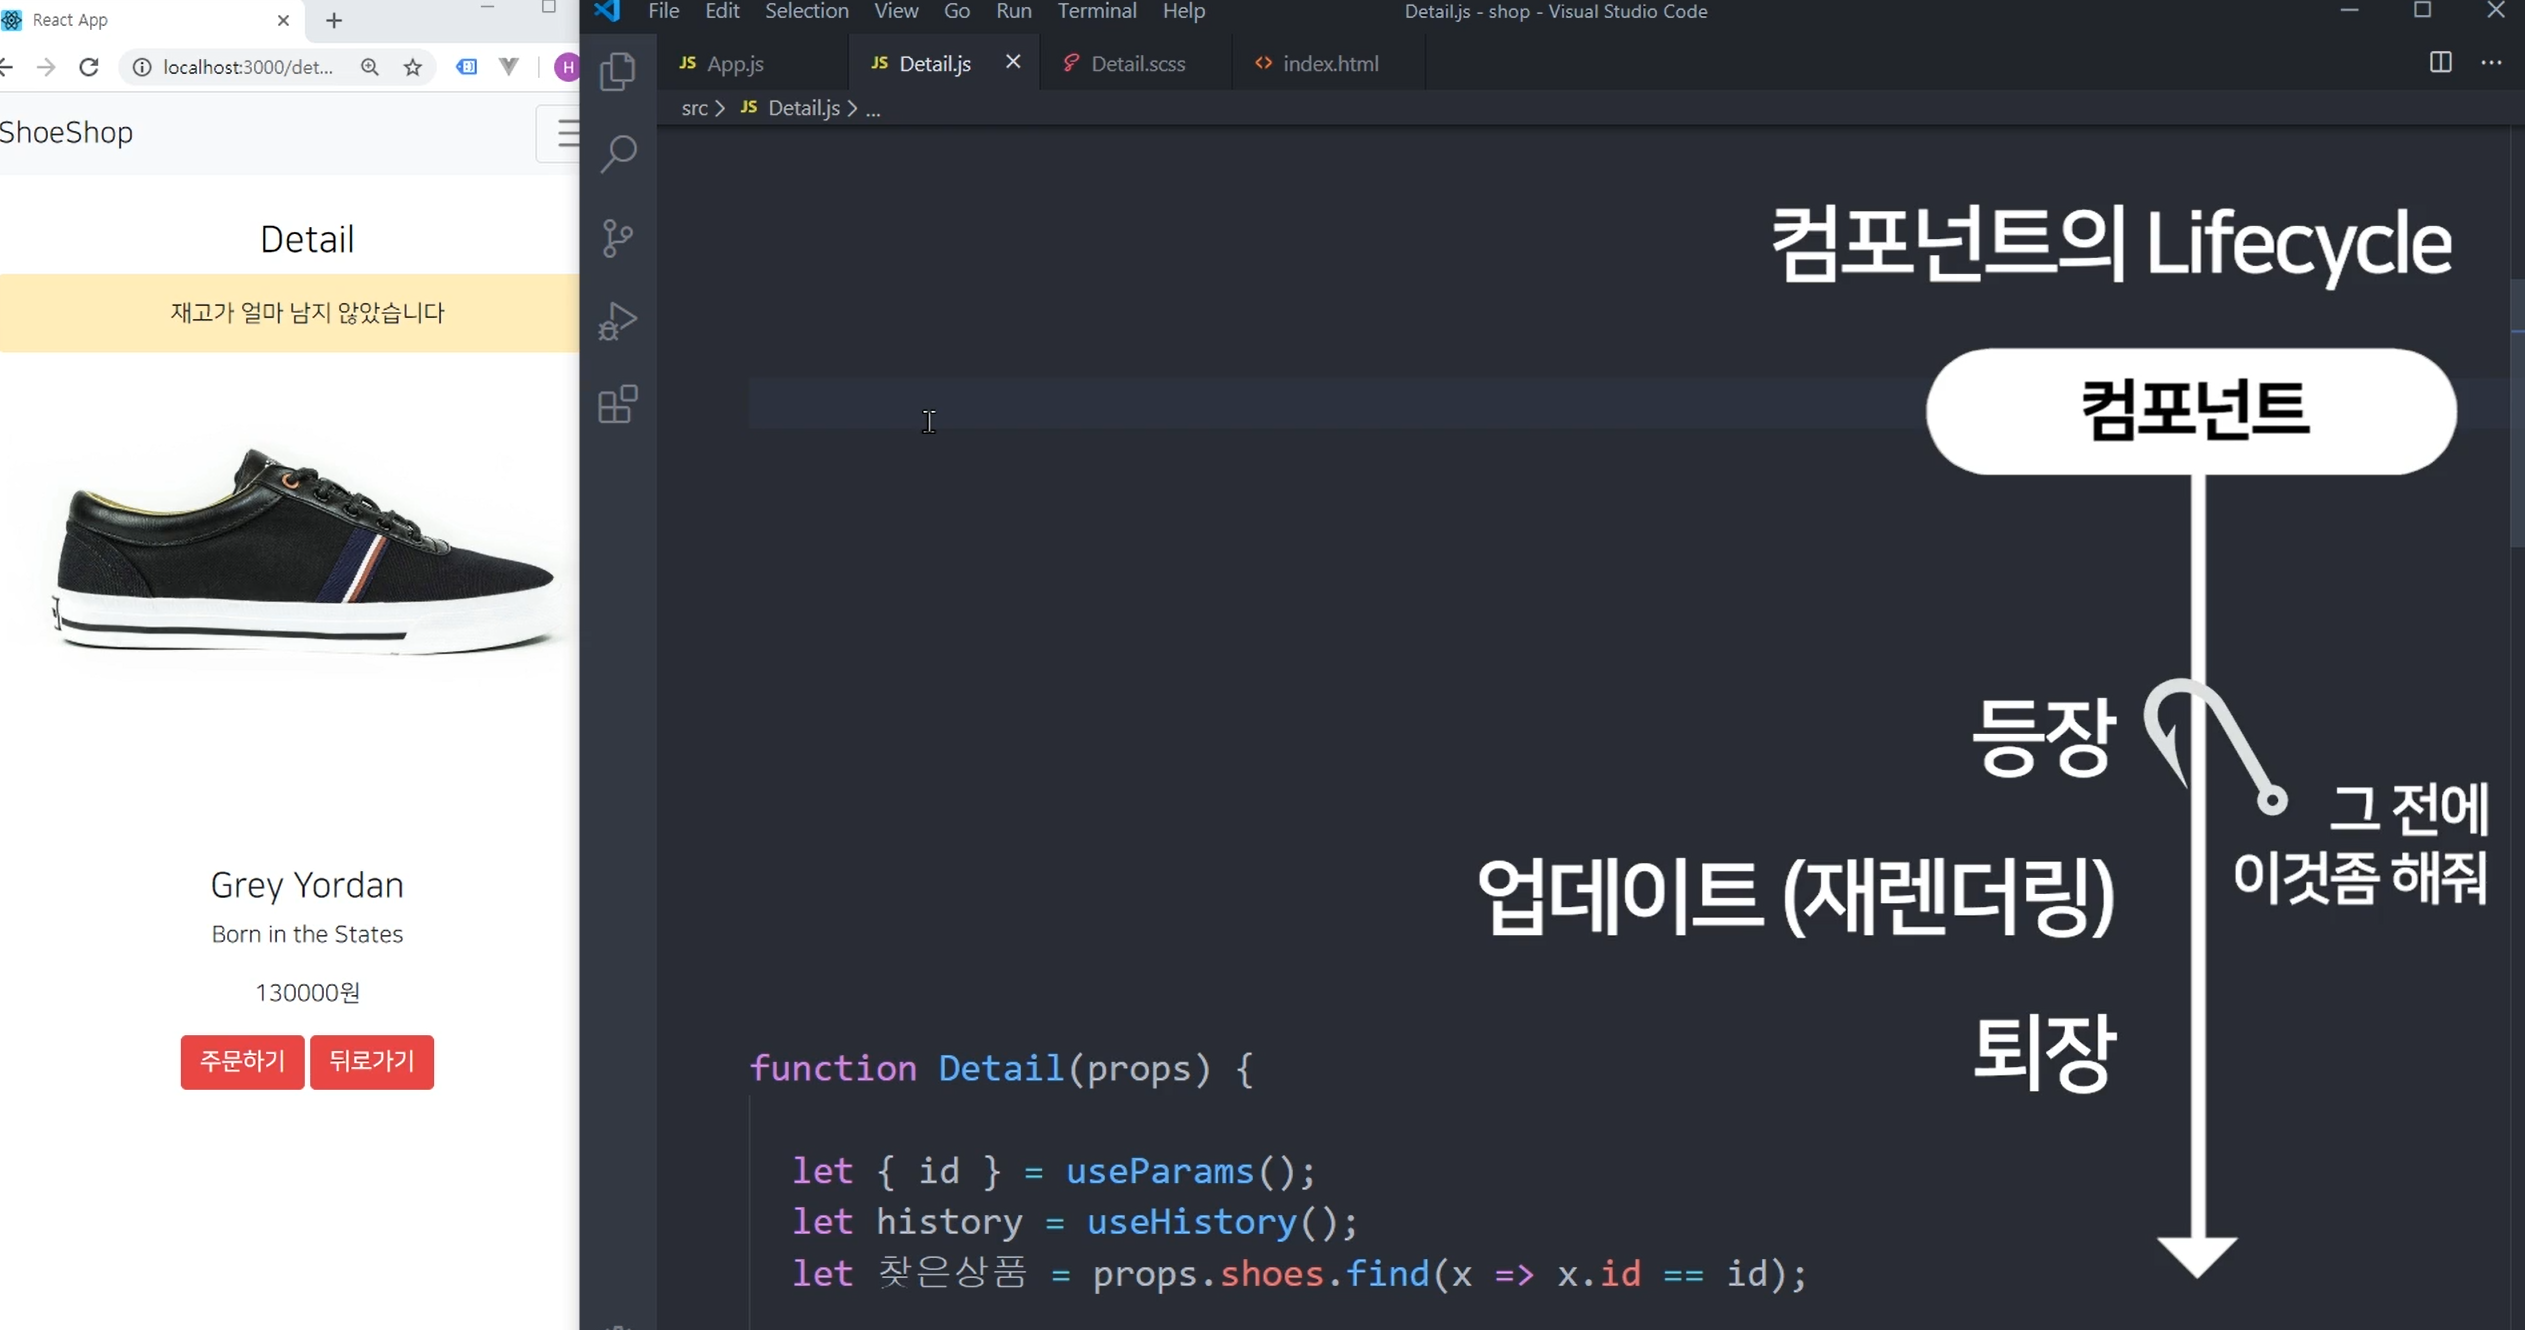 React App
localhost:3000/det...
H
ShoeShop
Detail
재고가 얼마 남지 않았습니다
Grey Yordan
Born in the States
130000원
주문하기 뒤로가기
File Edit Selection View Go Run Terminal Help
Detail.js - shop - Visual Studio Code
JS App.js
JS Detail.js
Detail.scss
<> index.html
src > JS Detail.js > ...
컴포넌트의 Lifecycle
컴포넌트
등장
그 전에
이것좀 해줘
업데이트 (재렌더링)
퇴장
function Detail(props) {
let { id } = useParams();
let history = useHistory();
let 찾은상품 = props.shoes.find(x => x.id == id);